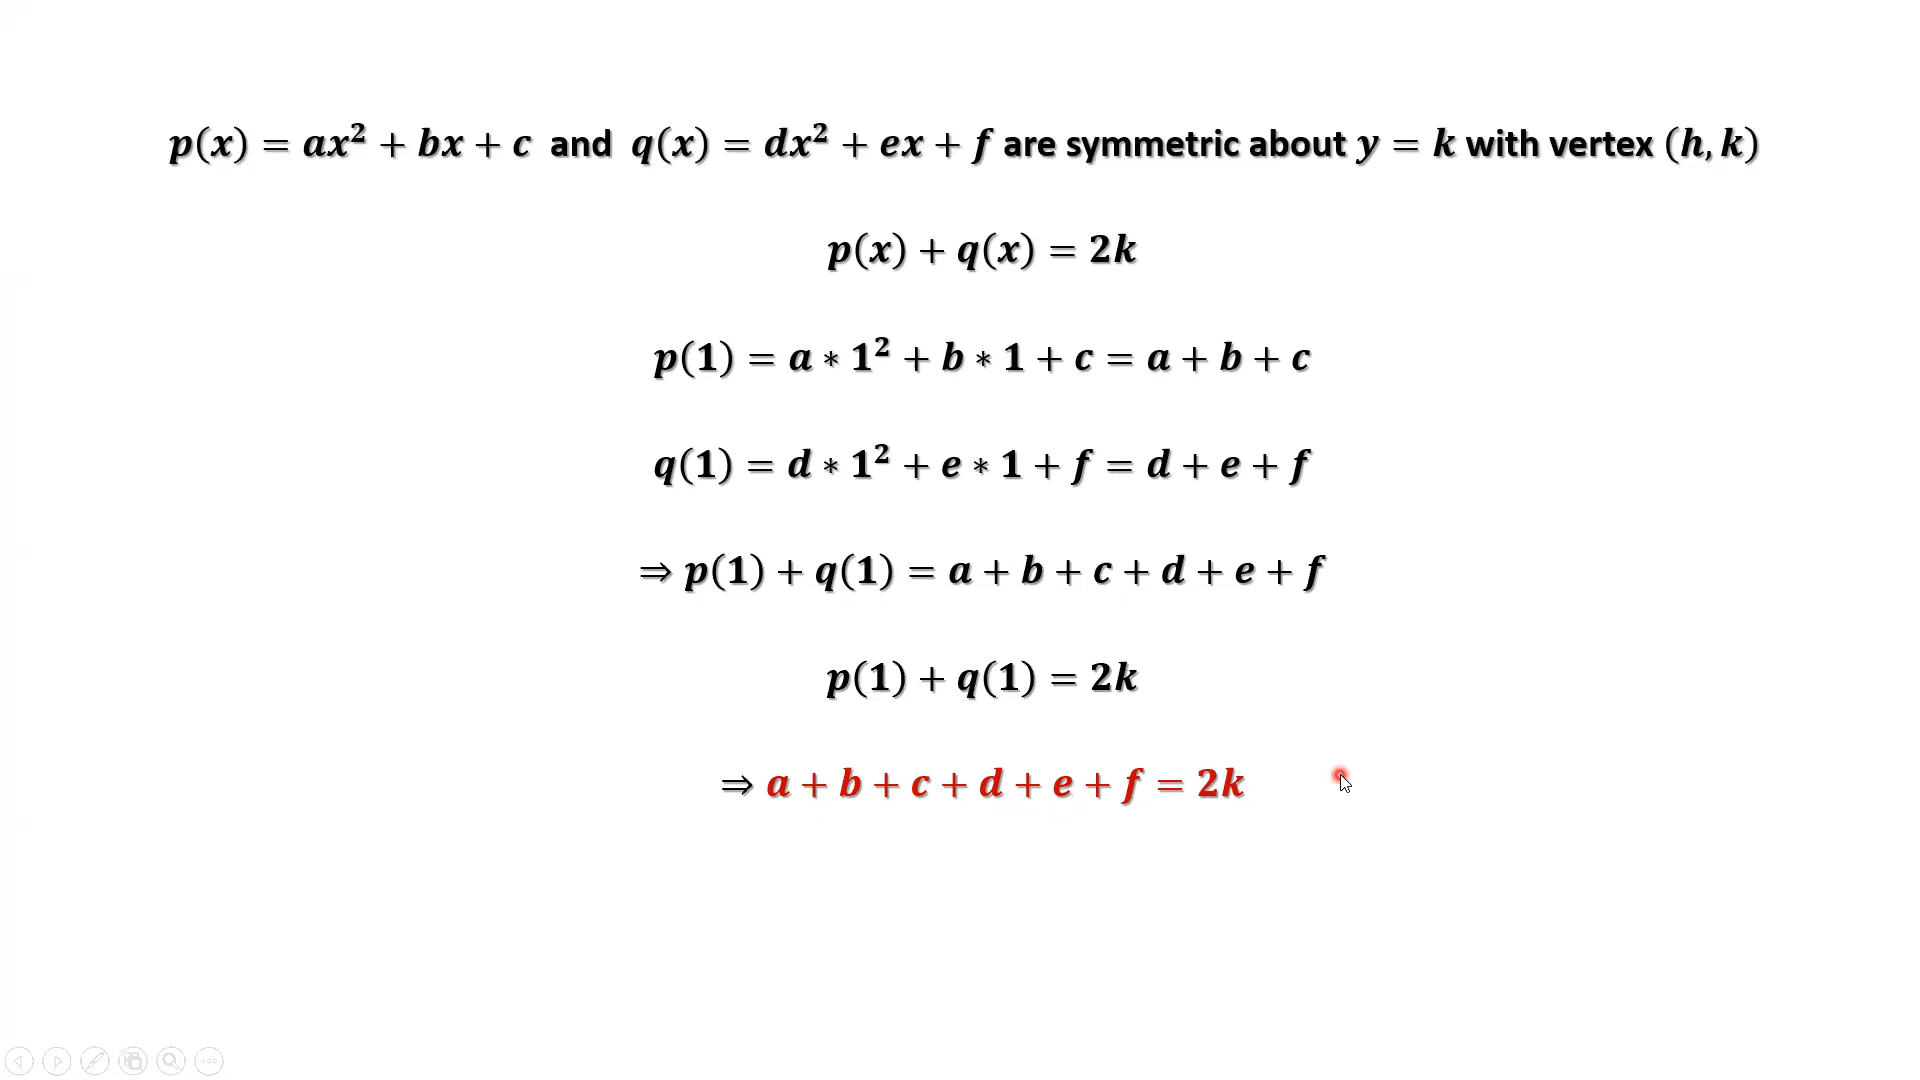 p(x) = ax² + bx + c and q(x) = dx² + ex + f are symmetric about y = k with vertex (h, k)
p(x) + q(x) = 2k
p(1) = a * 1² + b * 1 + c = a + b + c
q(1) = d * 1² + e * 1 + f = d + e + f
⇒ p(1) + q(1) = a + b + c + d + e + f
p(1) + q(1) = 2k
⇒ a + b + c + d + e + f = 2k